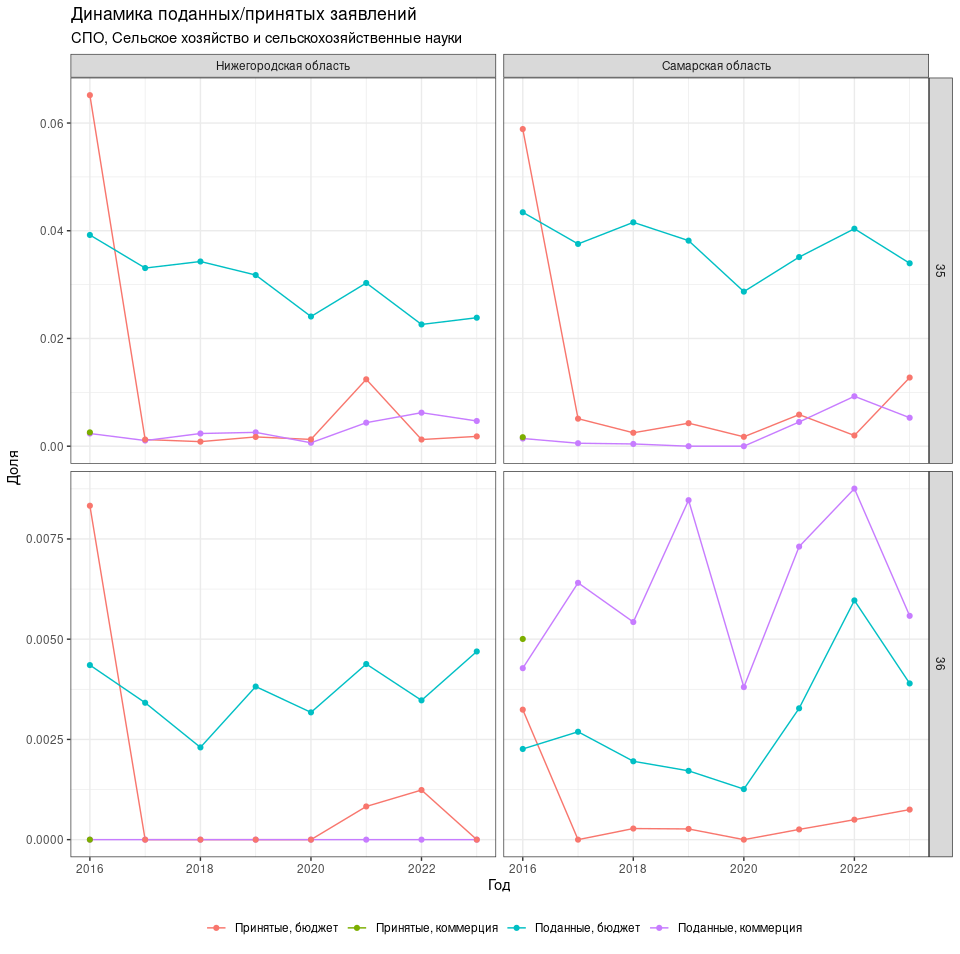 Динамика поданных/принятых заявлений
СПО, Сельское хозяйство и сельскохозяйственные науки
Нижегородская область
Самарская область
0.06
0.04
0.02
0.00
35
Доля
0.0075
0.0050
0.0025
0.0000
36
2016 2018 2020 2022
2016 2018 2020 2022
Год
Принятые, бюджет Принятые, коммерция Поданные, бюджет Поданные, коммерция